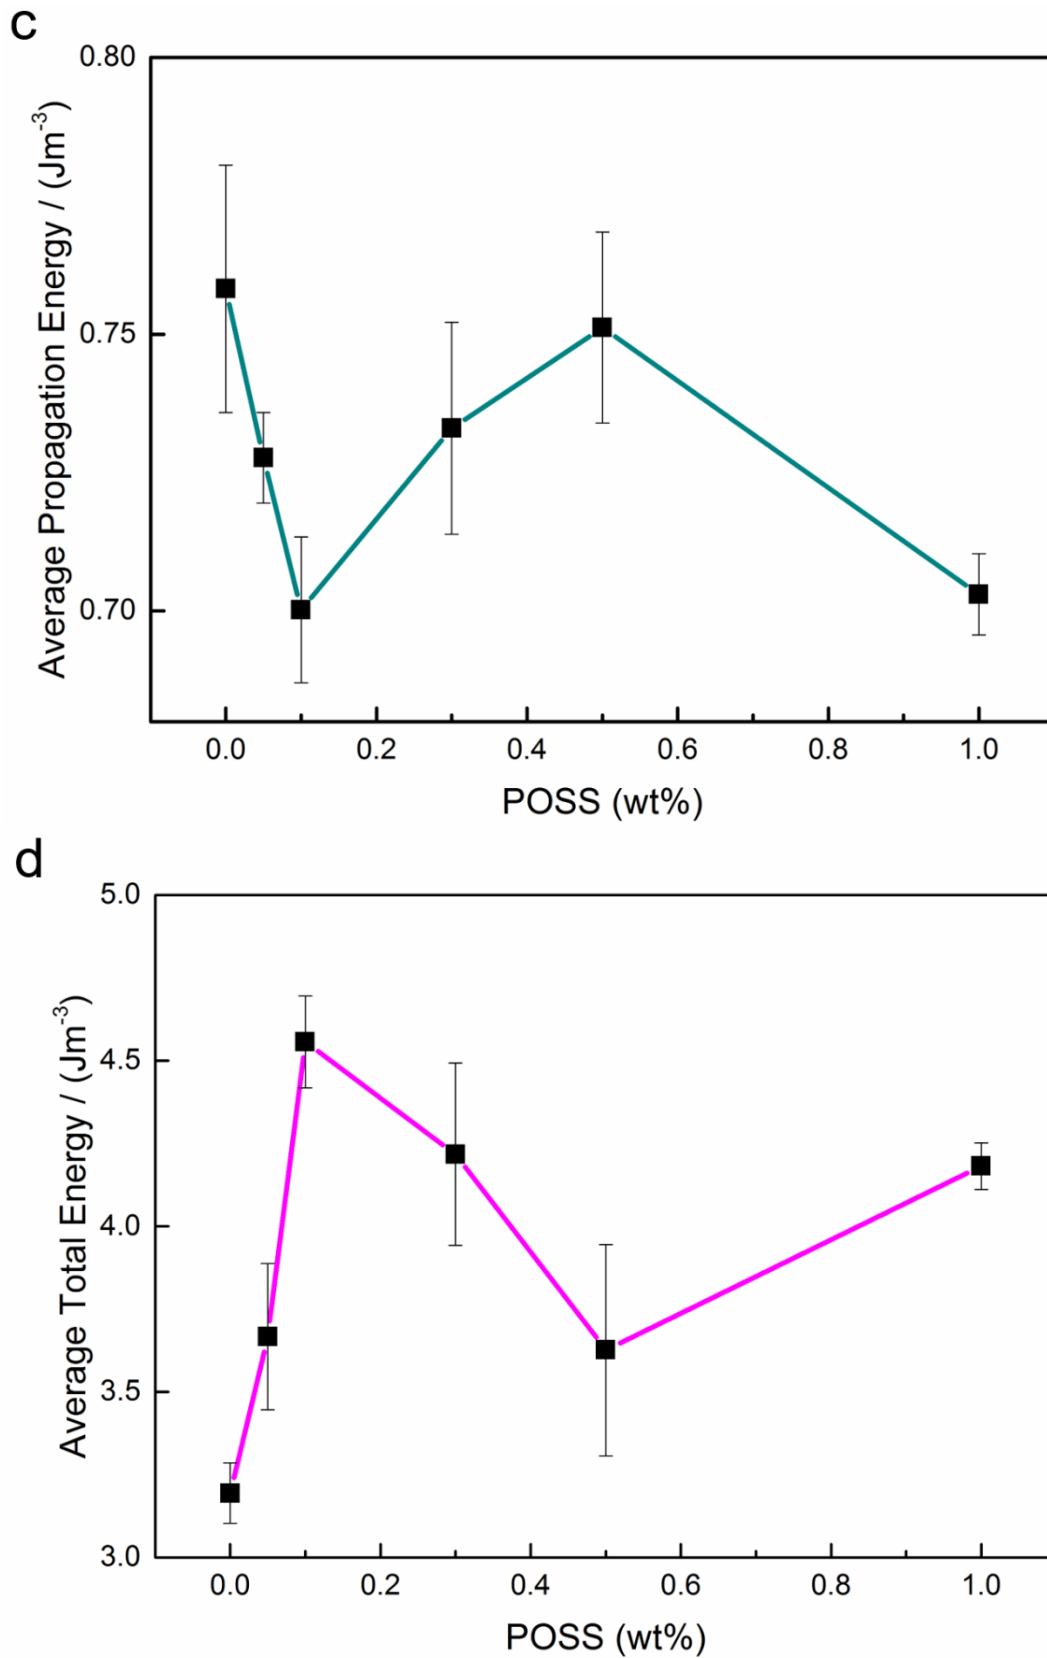 c
0.80
0.75
0.70
Average Propagation Energy / (Jm⁻³)
0.0 0.2 0.4 0.6 0.8 1.0
POSS (wt%)
d
5.0
4.5
4.0
3.5
3.0
Average Total Energy / (Jm⁻³)
0.0 0.2 0.4 0.6 0.8 1.0
POSS (wt%)